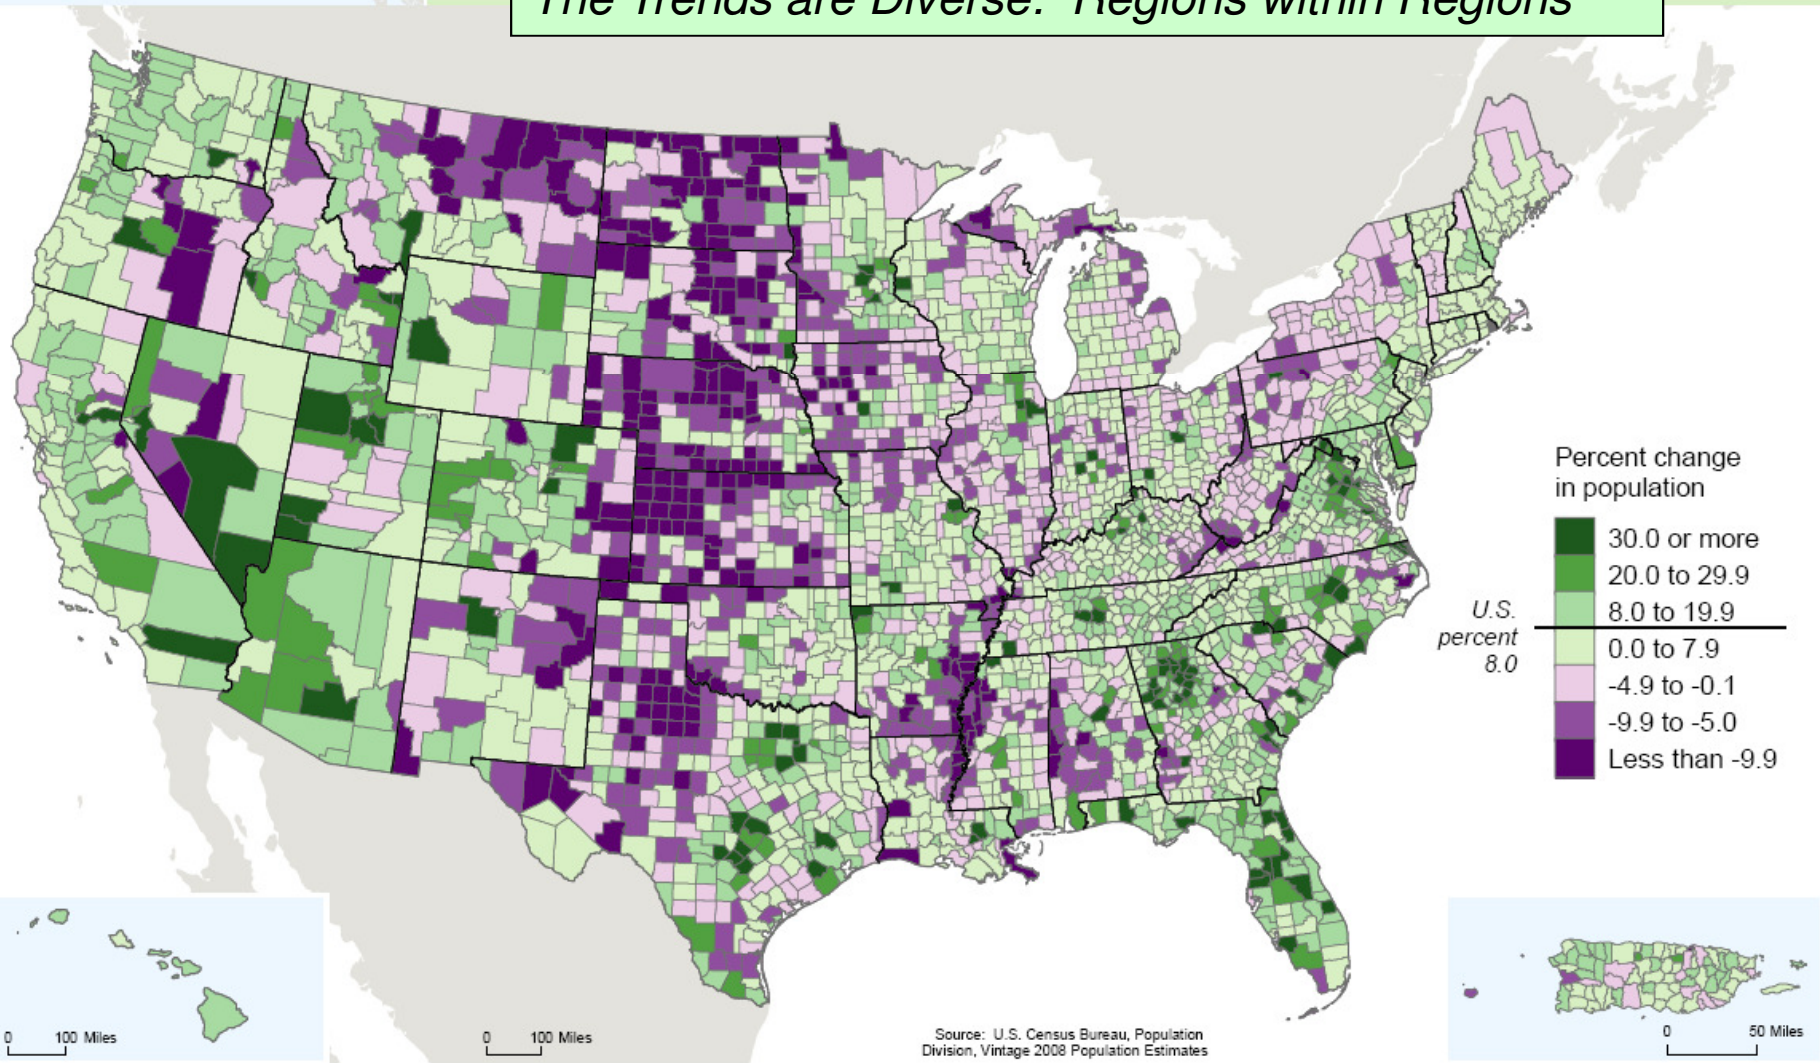 The Trends are Diverse: Regions within Regions
Percent change
in population
30.0 or more
20.0 to 29.9
8.0 to 19.9
0.0 to 7.9
-4.9 to -0.1
-9.9 to -5.0
Less than -9.9
U.S.
percent
8.0
0 100 Miles
0 100 Miles
Source: U.S. Census Bureau, Population
Division, Vintage 2008 Population Estimates
0 50 Miles